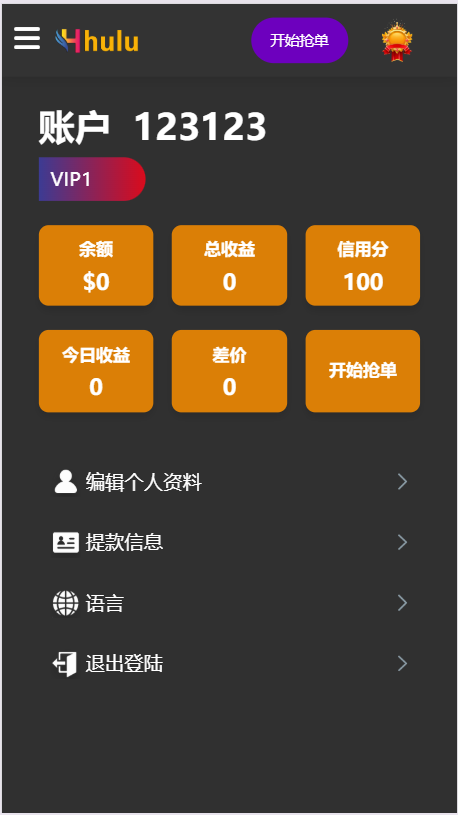 hulu 开始抢单
账户 123123
VIP1
余额 总收益 信用分
$0 0 100
今日收益 差价 开始抢单
0 0
编辑个人资料
提款信息
语言
退出登陆